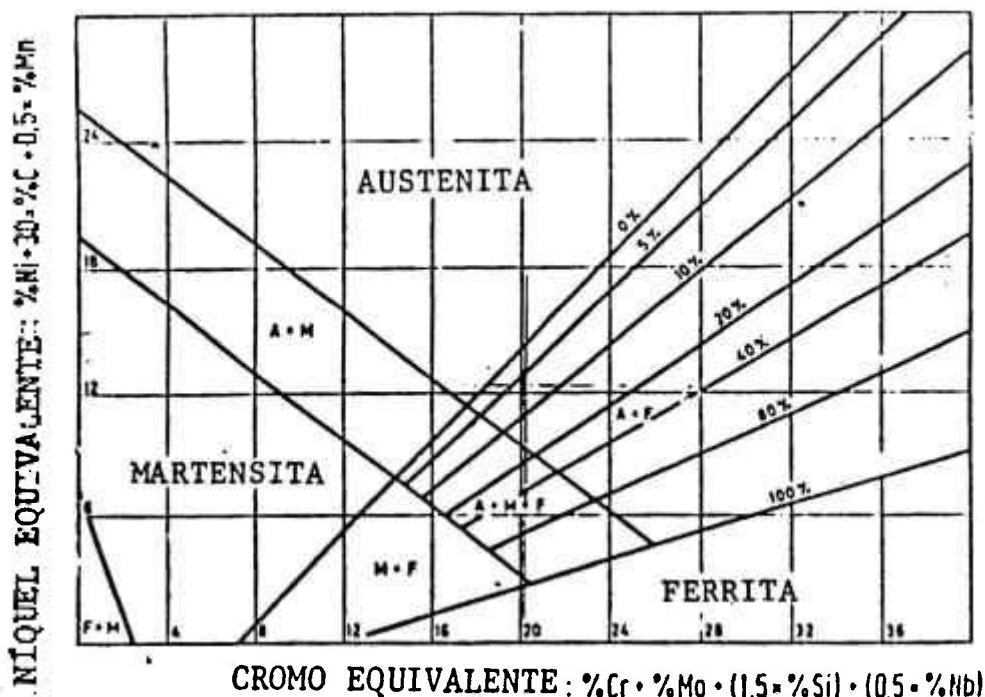 NÍQUEL EQUIVALENTE: %Ni + 30 × %C + 0,5 × %Mn
24
AUSTENITA
0%
5%
18
10%
A + M
20%
40%
12
A + F
80%
MARTENSITA
100%
6
A + M + F
M + F
FERRITA
F + M
4
8
12
16
20
24
28
32
36
CROMO EQUIVALENTE: %Cr + %Mo + (1,5 × %Si) + (0,5 × %Nb)